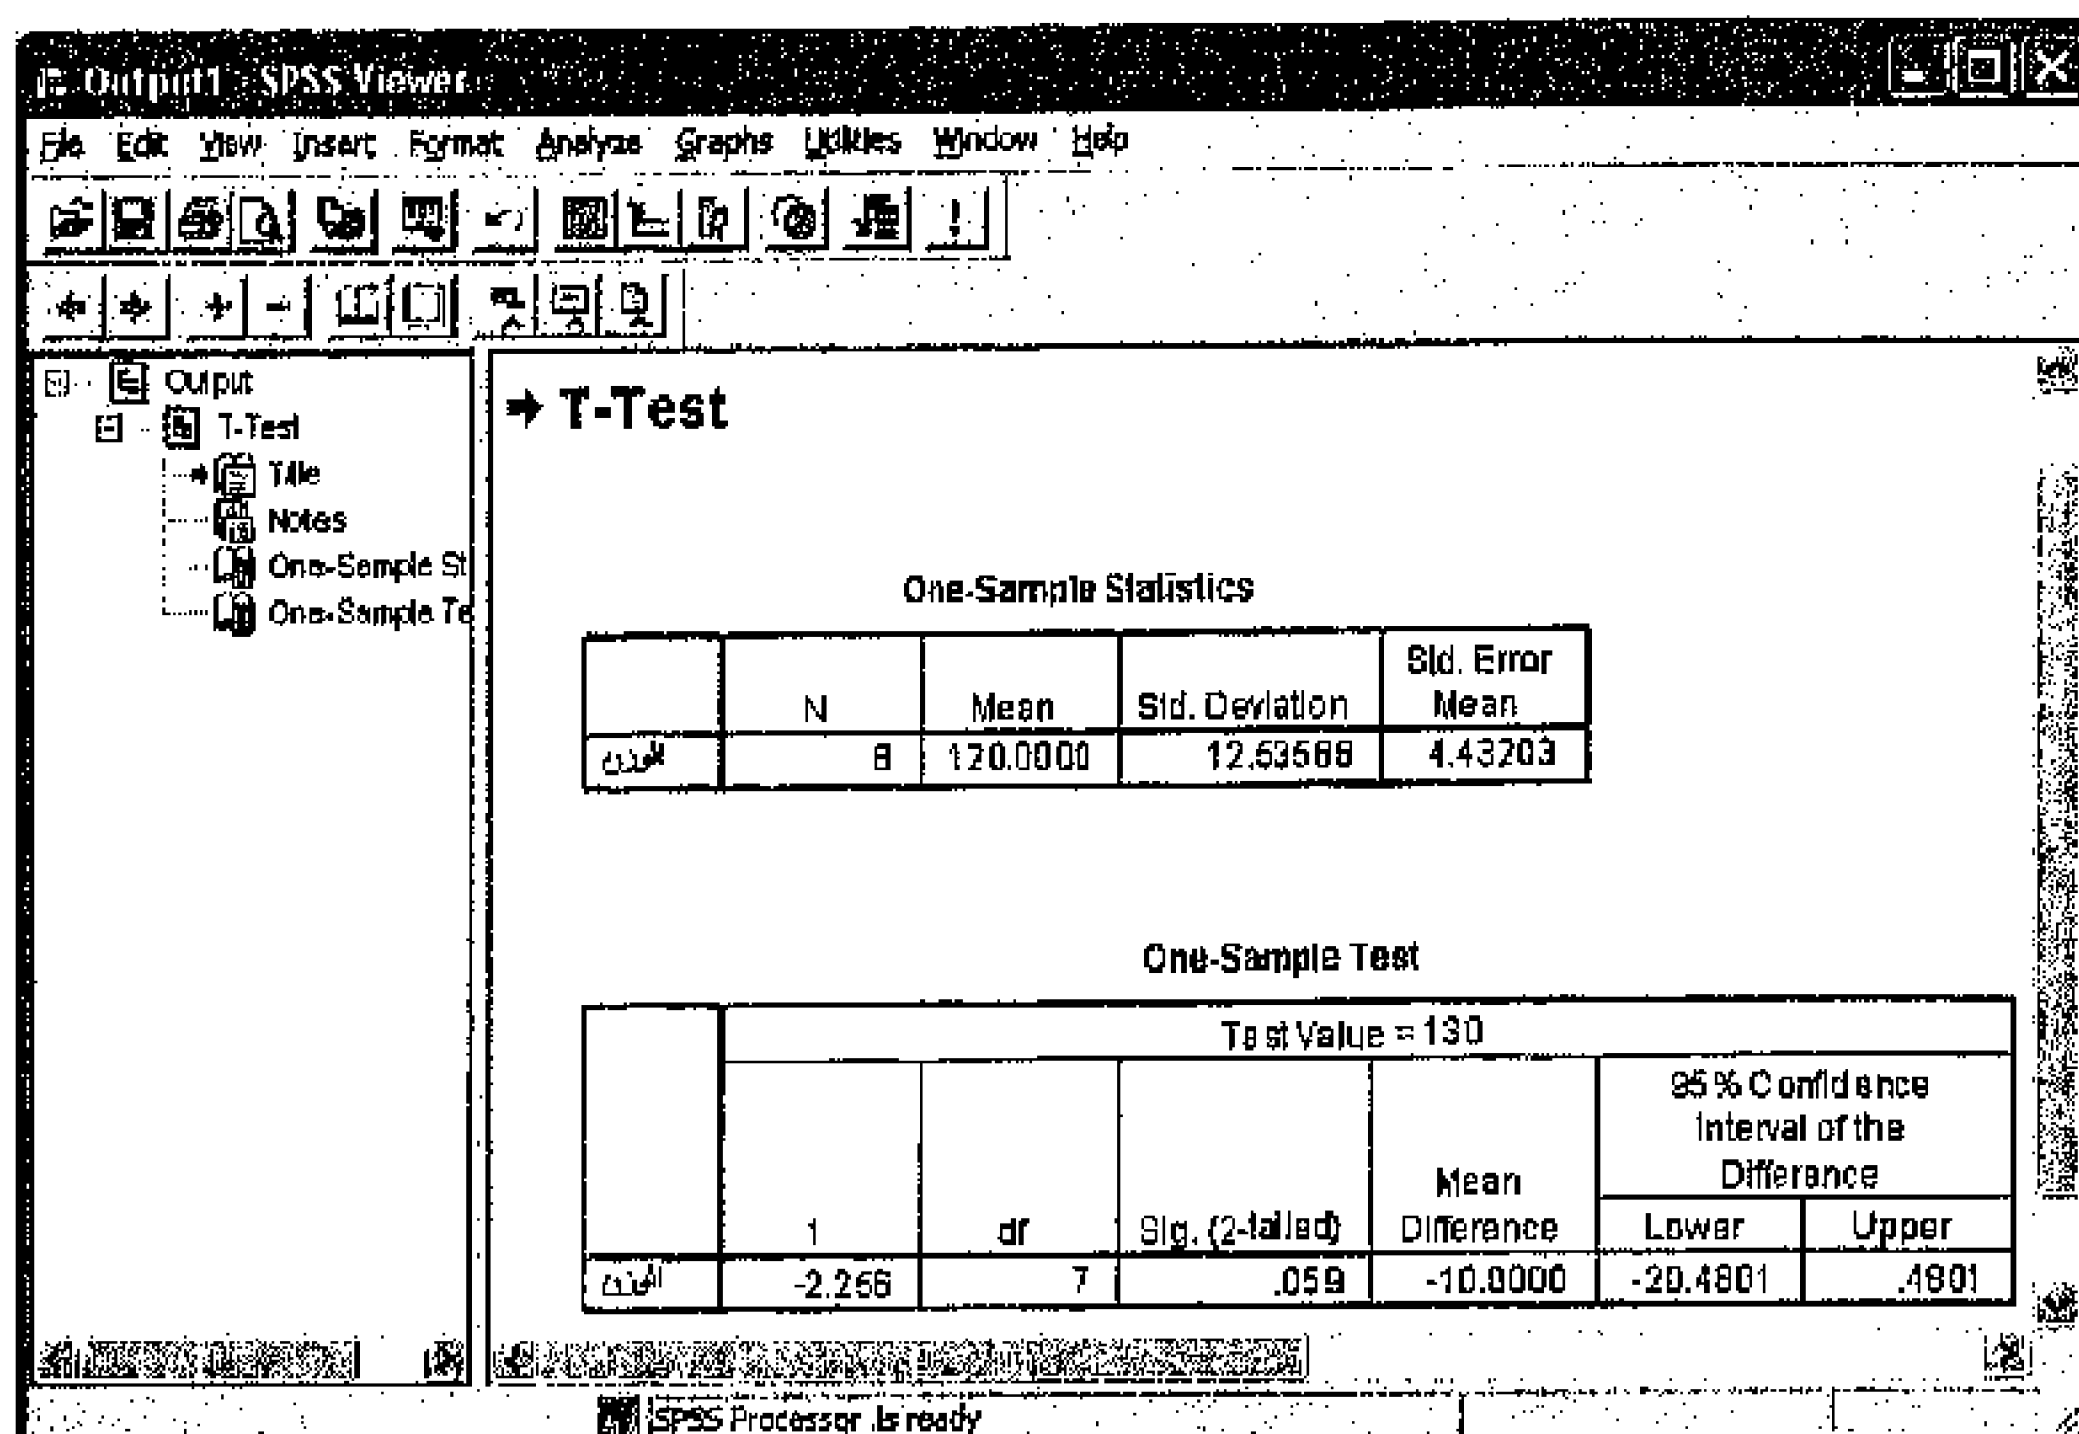 Output1 - SPSS Viewer
File Edit View Insert Format Analyze Graphs Utilities Window Help
Output
T-Test
Title
Notes
One-Sample St
One-Sample Te
T-Test
One-Sample Statistics
N Mean Std. Deviation Std. Error Mean
الوزن 8 120.0000 12.53566 4.43203
One-Sample Test
Test Value = 130
95% Confidence Interval of the Difference
t df Sig. (2-tailed) Mean Difference Lower Upper
الوزن -2.256 7 .059 -10.0000 -20.4801 .4801
SPSS Processor is ready